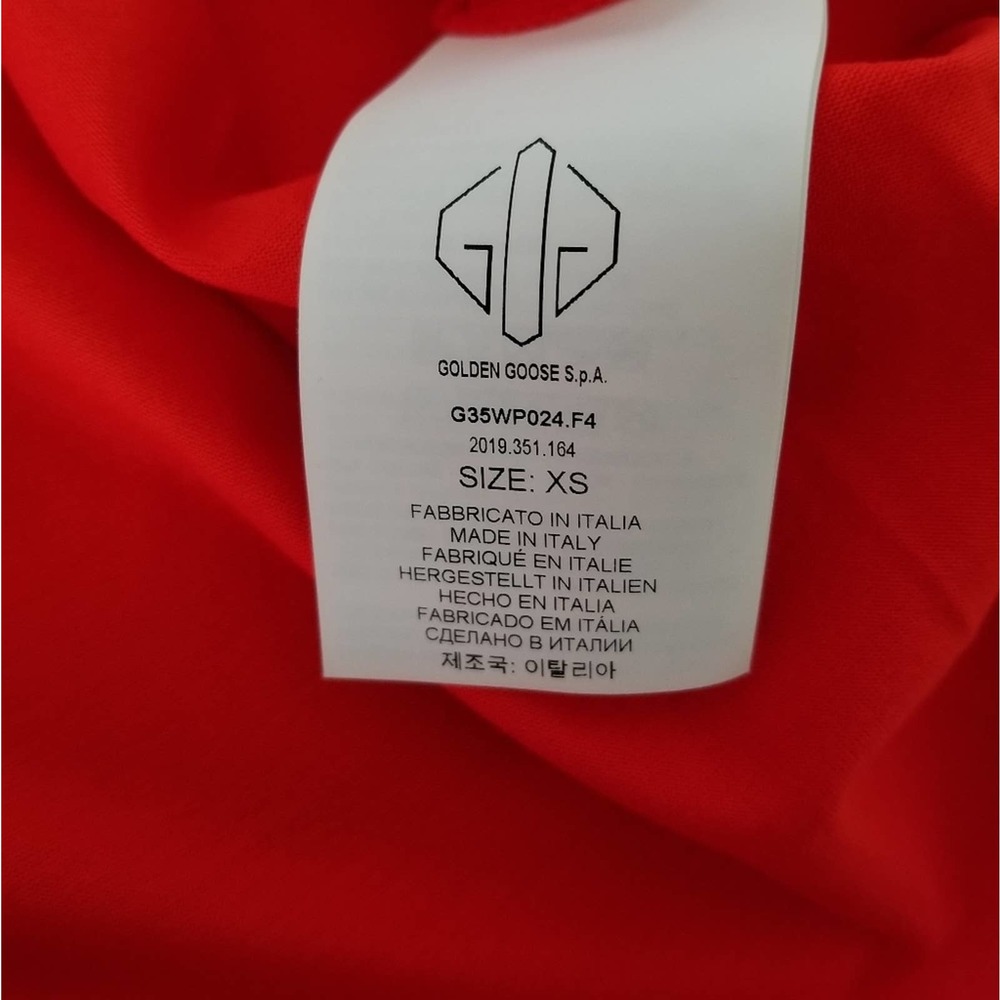 GOLDEN GOOSE S.p.A.
G35WP024.F4
2019.351.164
SIZE: XS
FABBRICATO IN ITALIA
MADE IN ITALY
FABRIQUÉ EN ITALIE
HERGESTELLT IN ITALIEN
HECHO EN ITALIA
FABRICADO EM ITÁLIA
СДЕЛАНО В ИТАЛИИ
제조국: 이탈리아